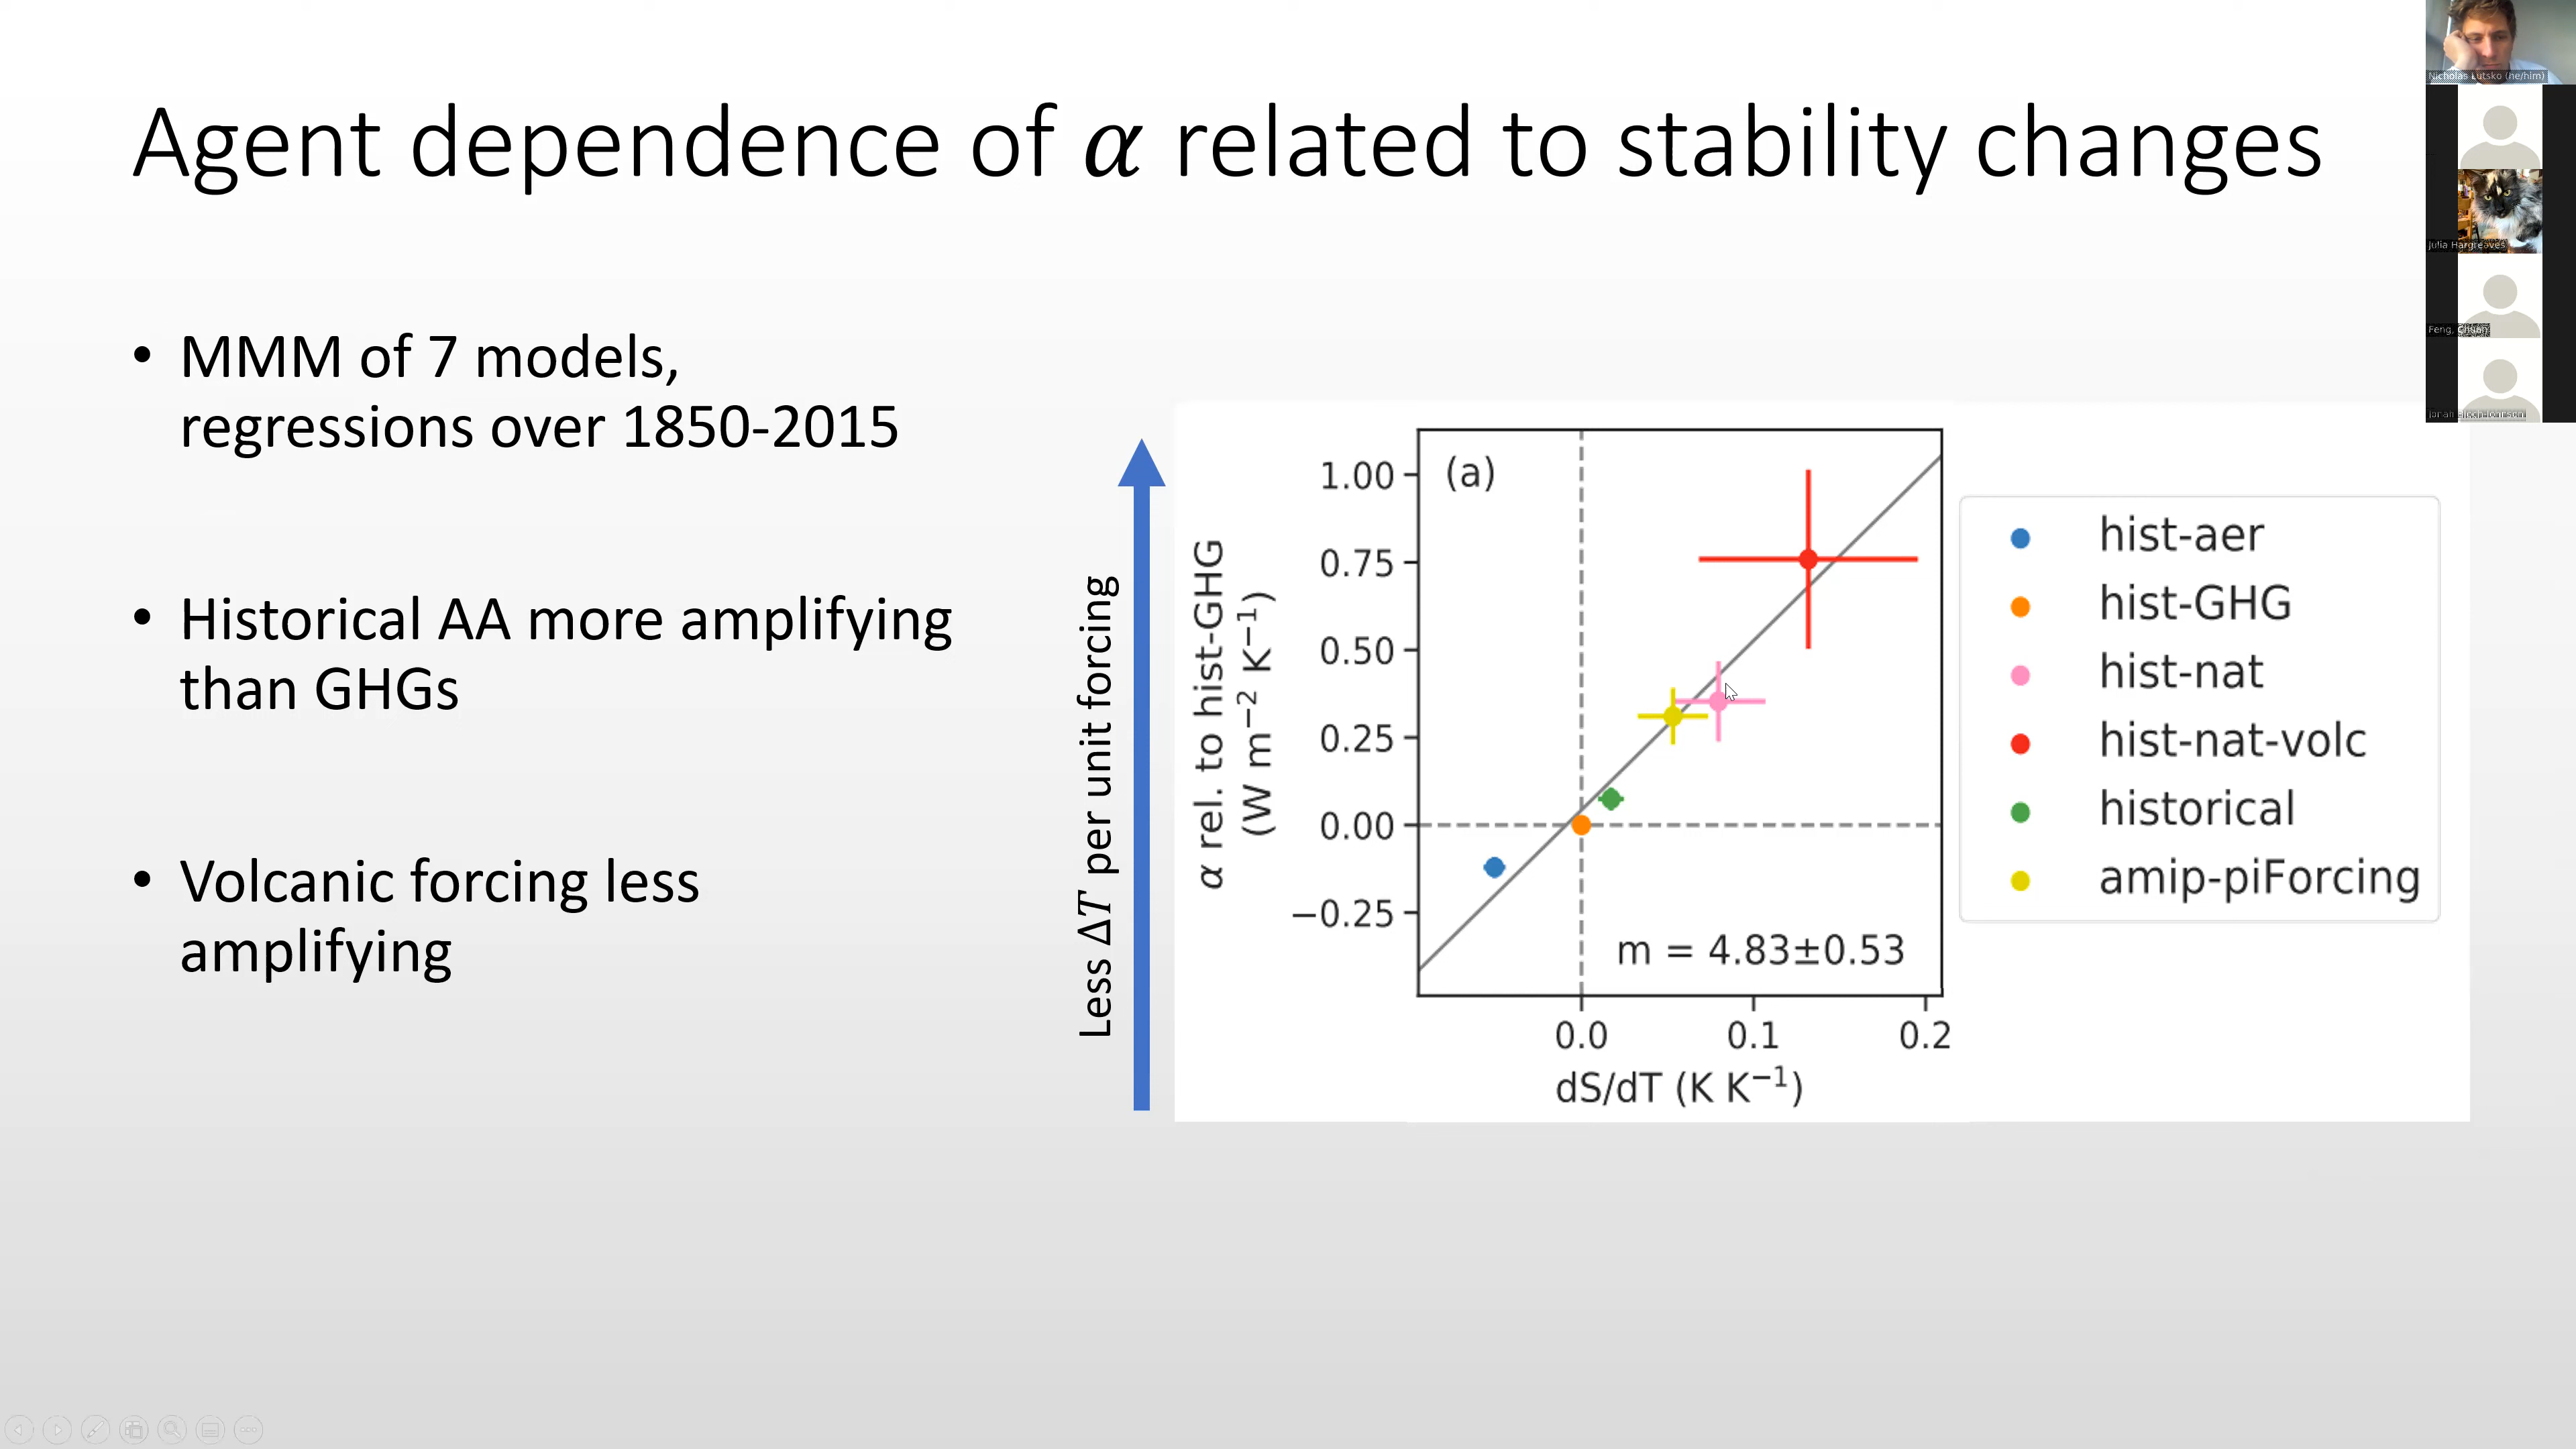 Agent dependence of α related to stability changes
• MMM of 7 models,
regressions over 1850-2015
• Historical AA more amplifying
than GHGs
• Volcanic forcing less
amplifying
Less ΔT per unit forcing
α rel. to hist-GHG
(W m⁻² K⁻¹)
1.00
0.75
0.50
0.25
0.00
−0.25
(a)
m = 4.83±0.53
0.0 0.1 0.2
dS/dT (K K⁻¹)
hist-aer
hist-GHG
hist-nat
hist-nat-volc
historical
amip-piForcing
Nicholas Lutsko (he/him)
Julia Hargreaves
Feng,